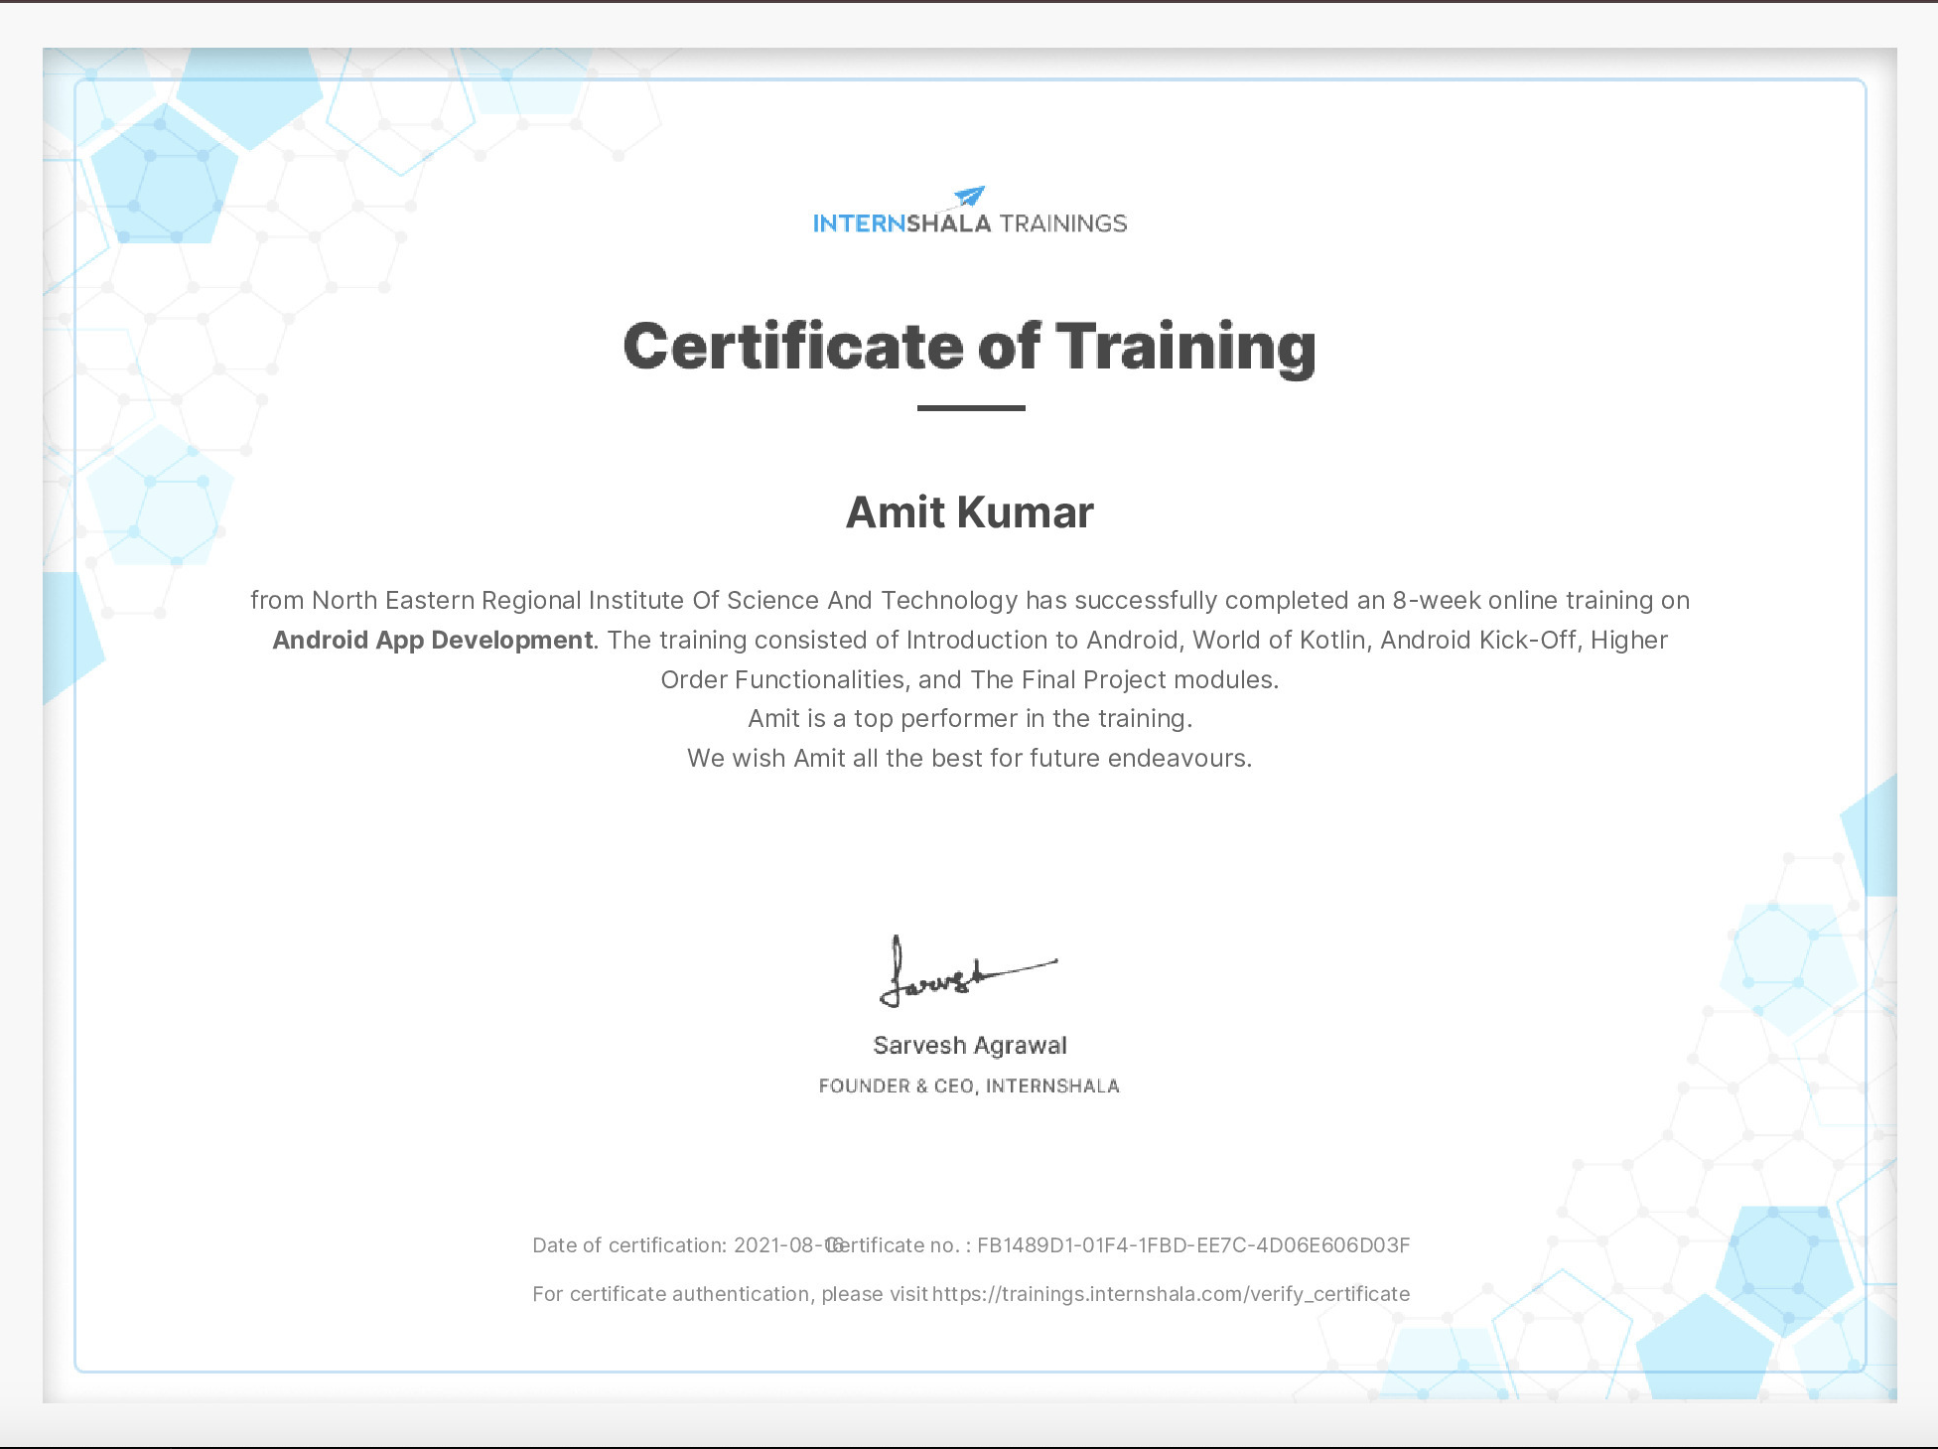 INTERNSHALA TRAININGS
Certificate of Training
Amit Kumar
from North Eastern Regional Institute Of Science And Technology has successfully completed an 8-week online training on
Android App Development. The training consisted of Introduction to Android, World of Kotlin, Android Kick-Off, Higher
Order Functionalities, and The Final Project modules.
Amit is a top performer in the training.
We wish Amit all the best for future endeavours.
Sarvesh Agrawal
FOUNDER & CEO, INTERNSHALA
Date of certification: Certificate no. : FB1489D1-01F4-1FBD-EE7C-4D06E606D03F
For certificate authentication, please visit https://trainings.internshala.com/verify_certificate